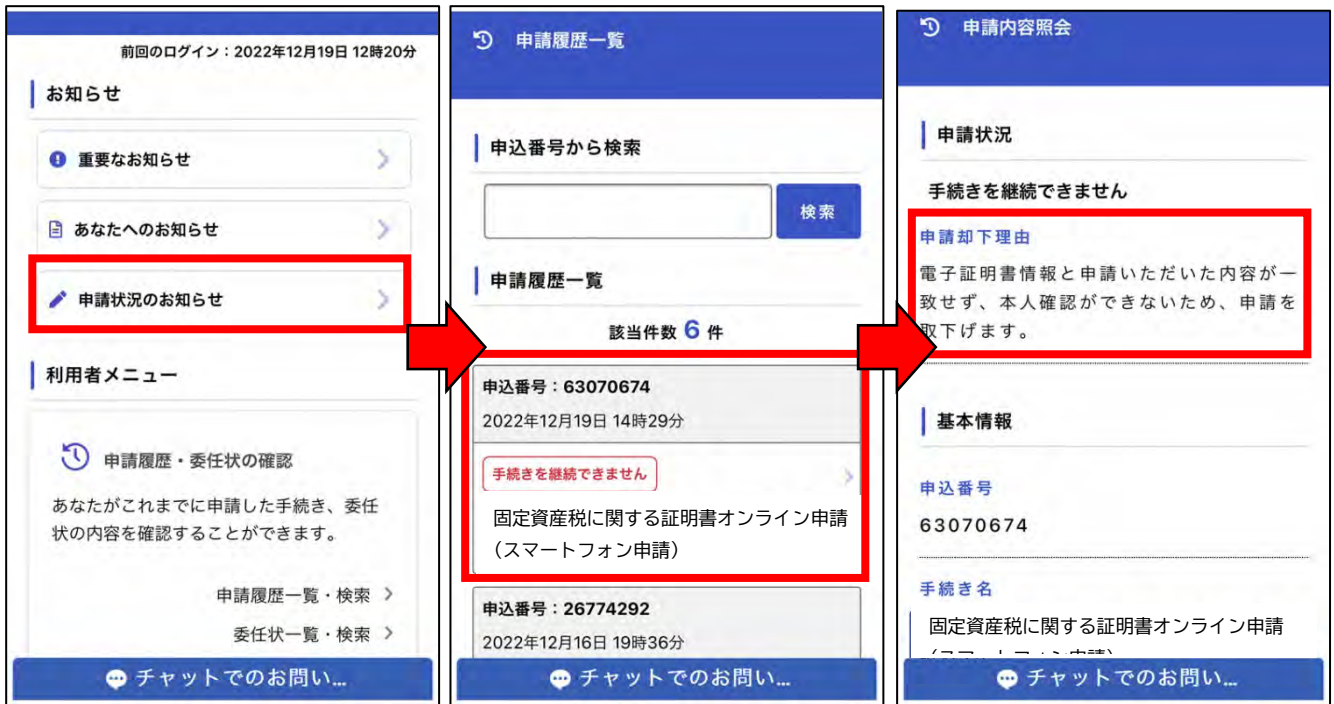 前回のログイン：2022年12月19日 12時20分
お知らせ
重要なお知らせ
あなたへのお知らせ
申請状況のお知らせ
利用者メニュー
申請履歴・委任状の確認
あなたがこれまでに申請した手続き、委任
状の内容を確認することができます。
申請履歴一覧・検索
委任状一覧・検索
チャットでのお問い…
申請履歴一覧
申込番号から検索
検索
申請履歴一覧
該当件数 6 件
申込番号：63070674
2022年12月19日 14時29分
手続きを継続できません
固定資産税に関する証明書オンライン申請
（スマートフォン申請）
申込番号：26774292
2022年12月16日 19時36分
チャットでのお問い…
申請内容照会
申請状況
手続きを継続できません
申請却下理由
電子証明書情報と申請いただいた内容が一
致せず、本人確認ができないため、申請を
取下げます。
基本情報
申込番号
63070674
手続き名
固定資産税に関する証明書オンライン申請
（スマートフォン申請）
チャットでのお問い…